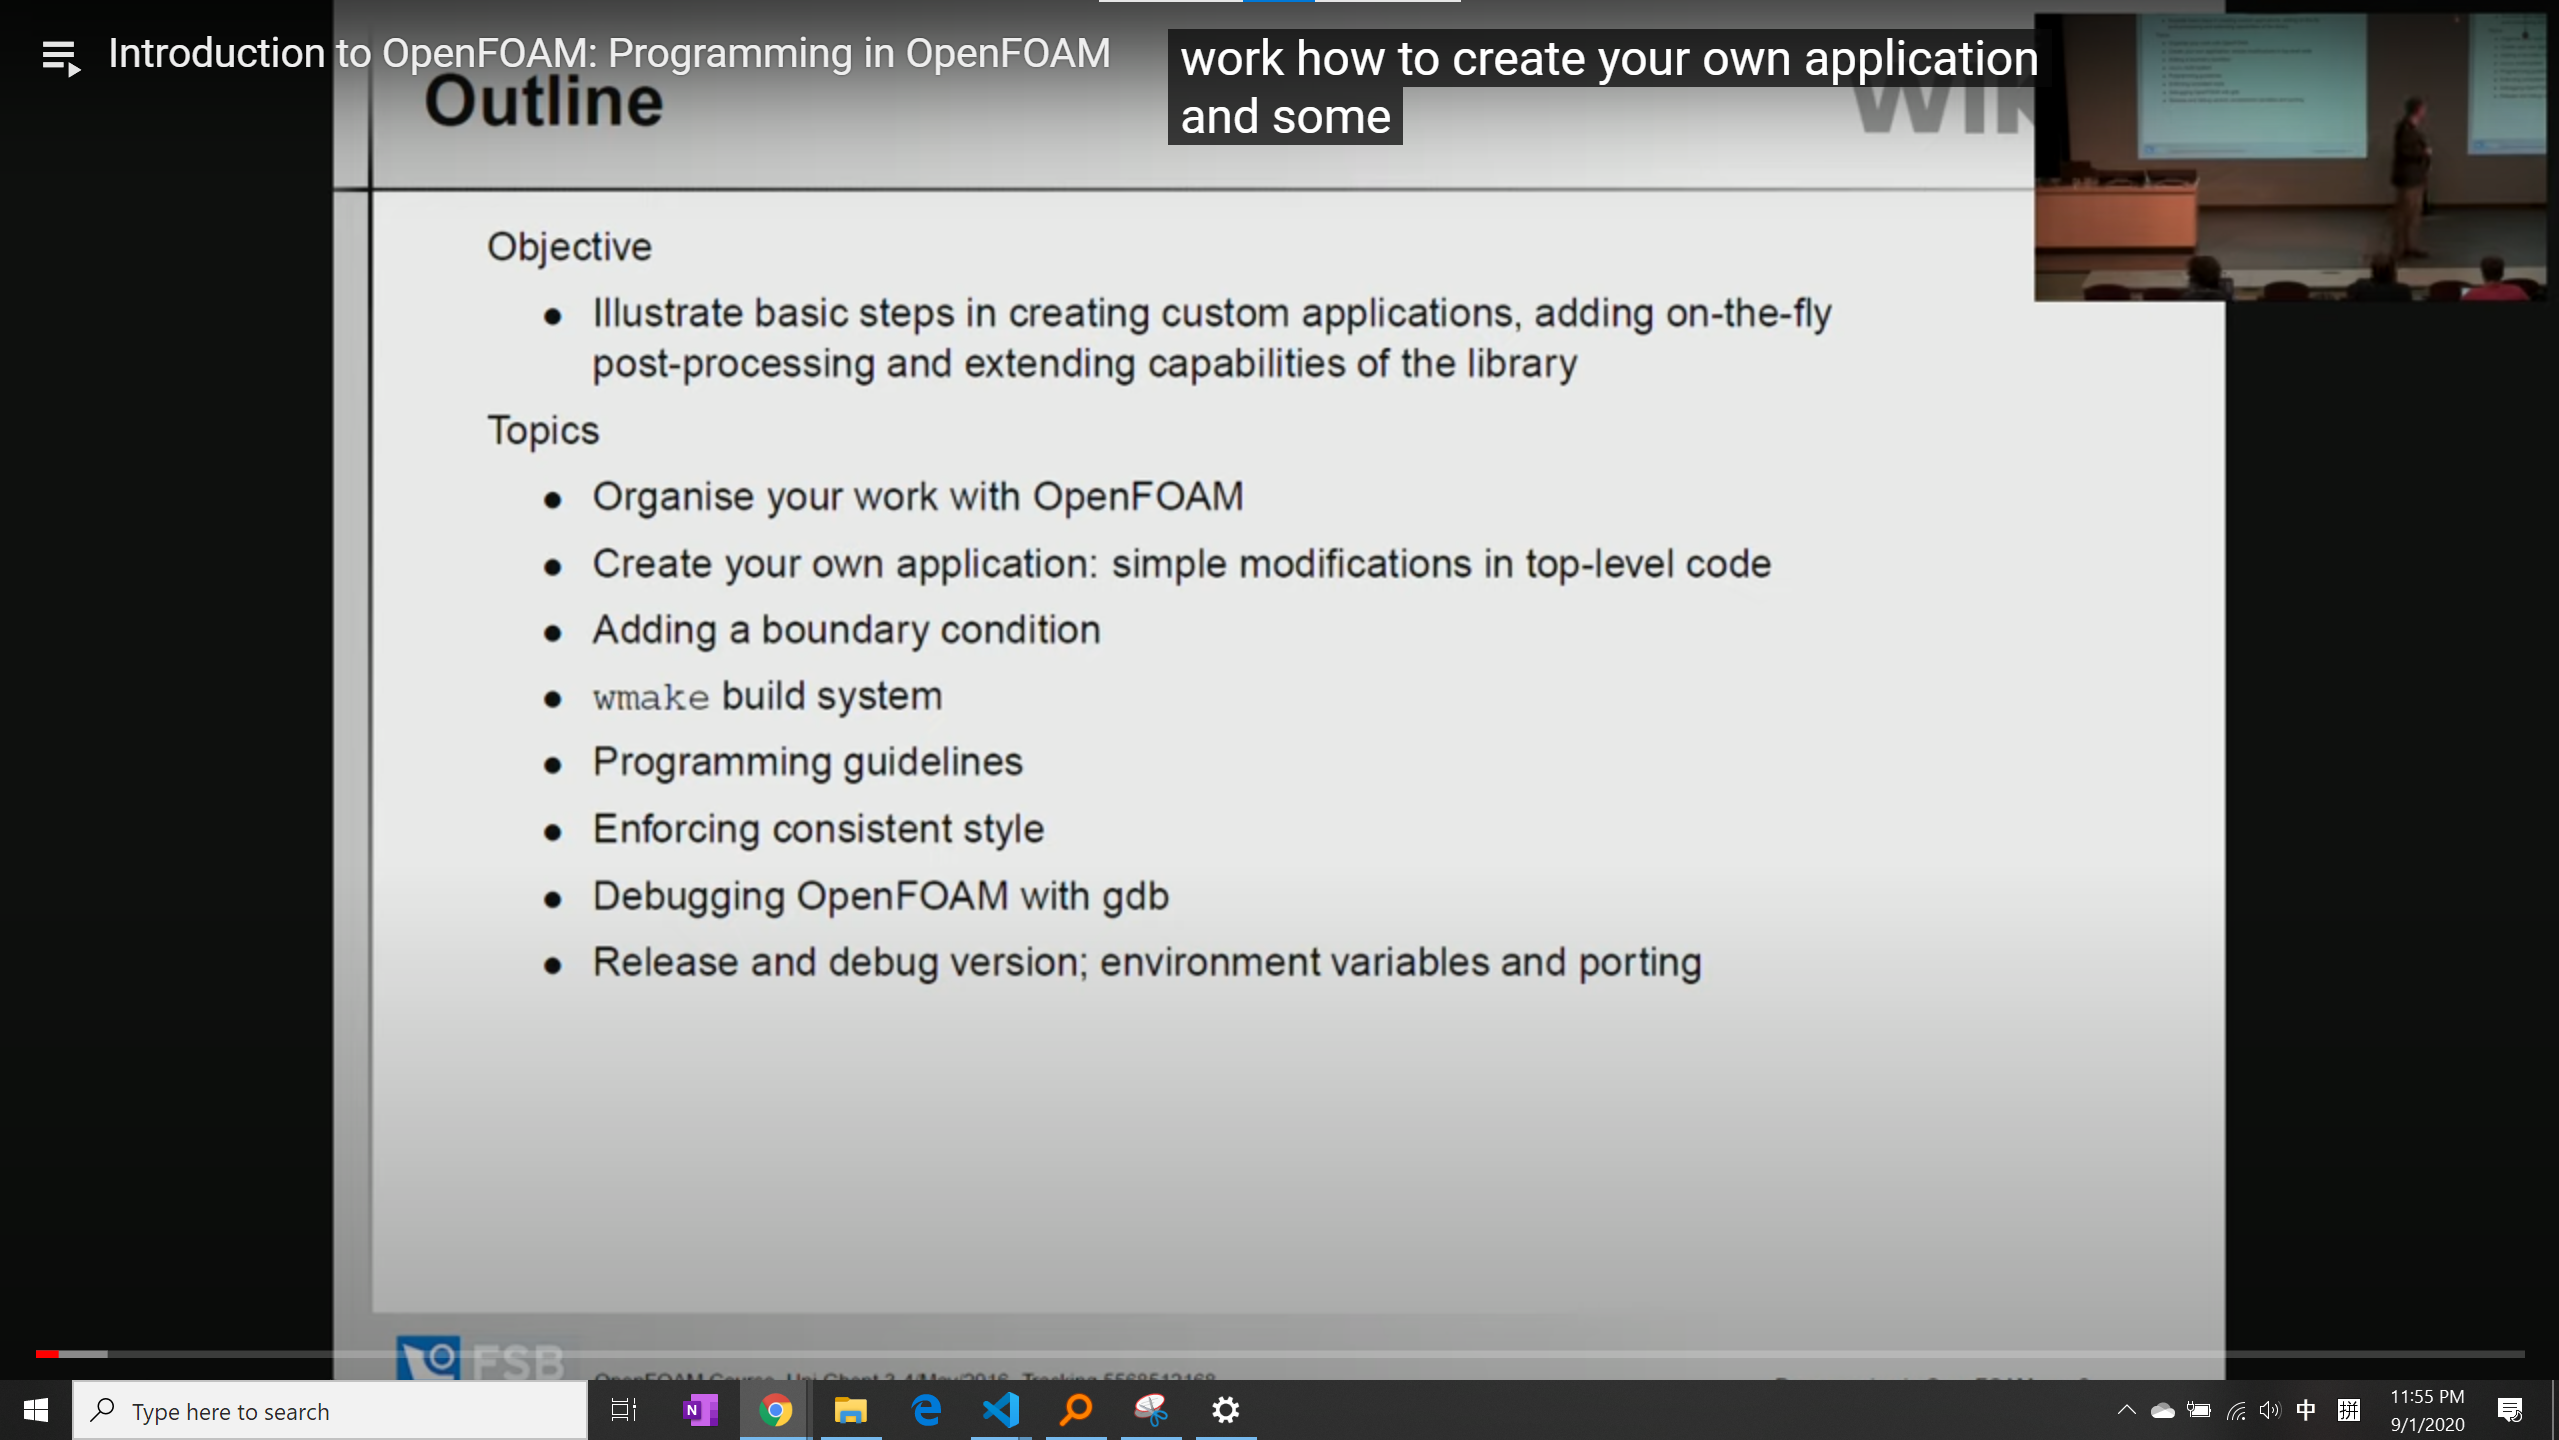 Introduction to OpenFOAM: Programming in OpenFOAM
work how to create your own application
and some
Outline
Objective
● Illustrate basic steps in creating custom applications, adding on-the-fly
post-processing and extending capabilities of the library
Topics
● Organise your work with OpenFOAM
● Create your own application: simple modifications in top-level code
● Adding a boundary condition
● wmake build system
● Programming guidelines
● Enforcing consistent style
● Debugging OpenFOAM with gdb
● Release and debug version; environment variables and porting
FSB
Type here to search
N
中
拼
11:55 PM
9/1/2020